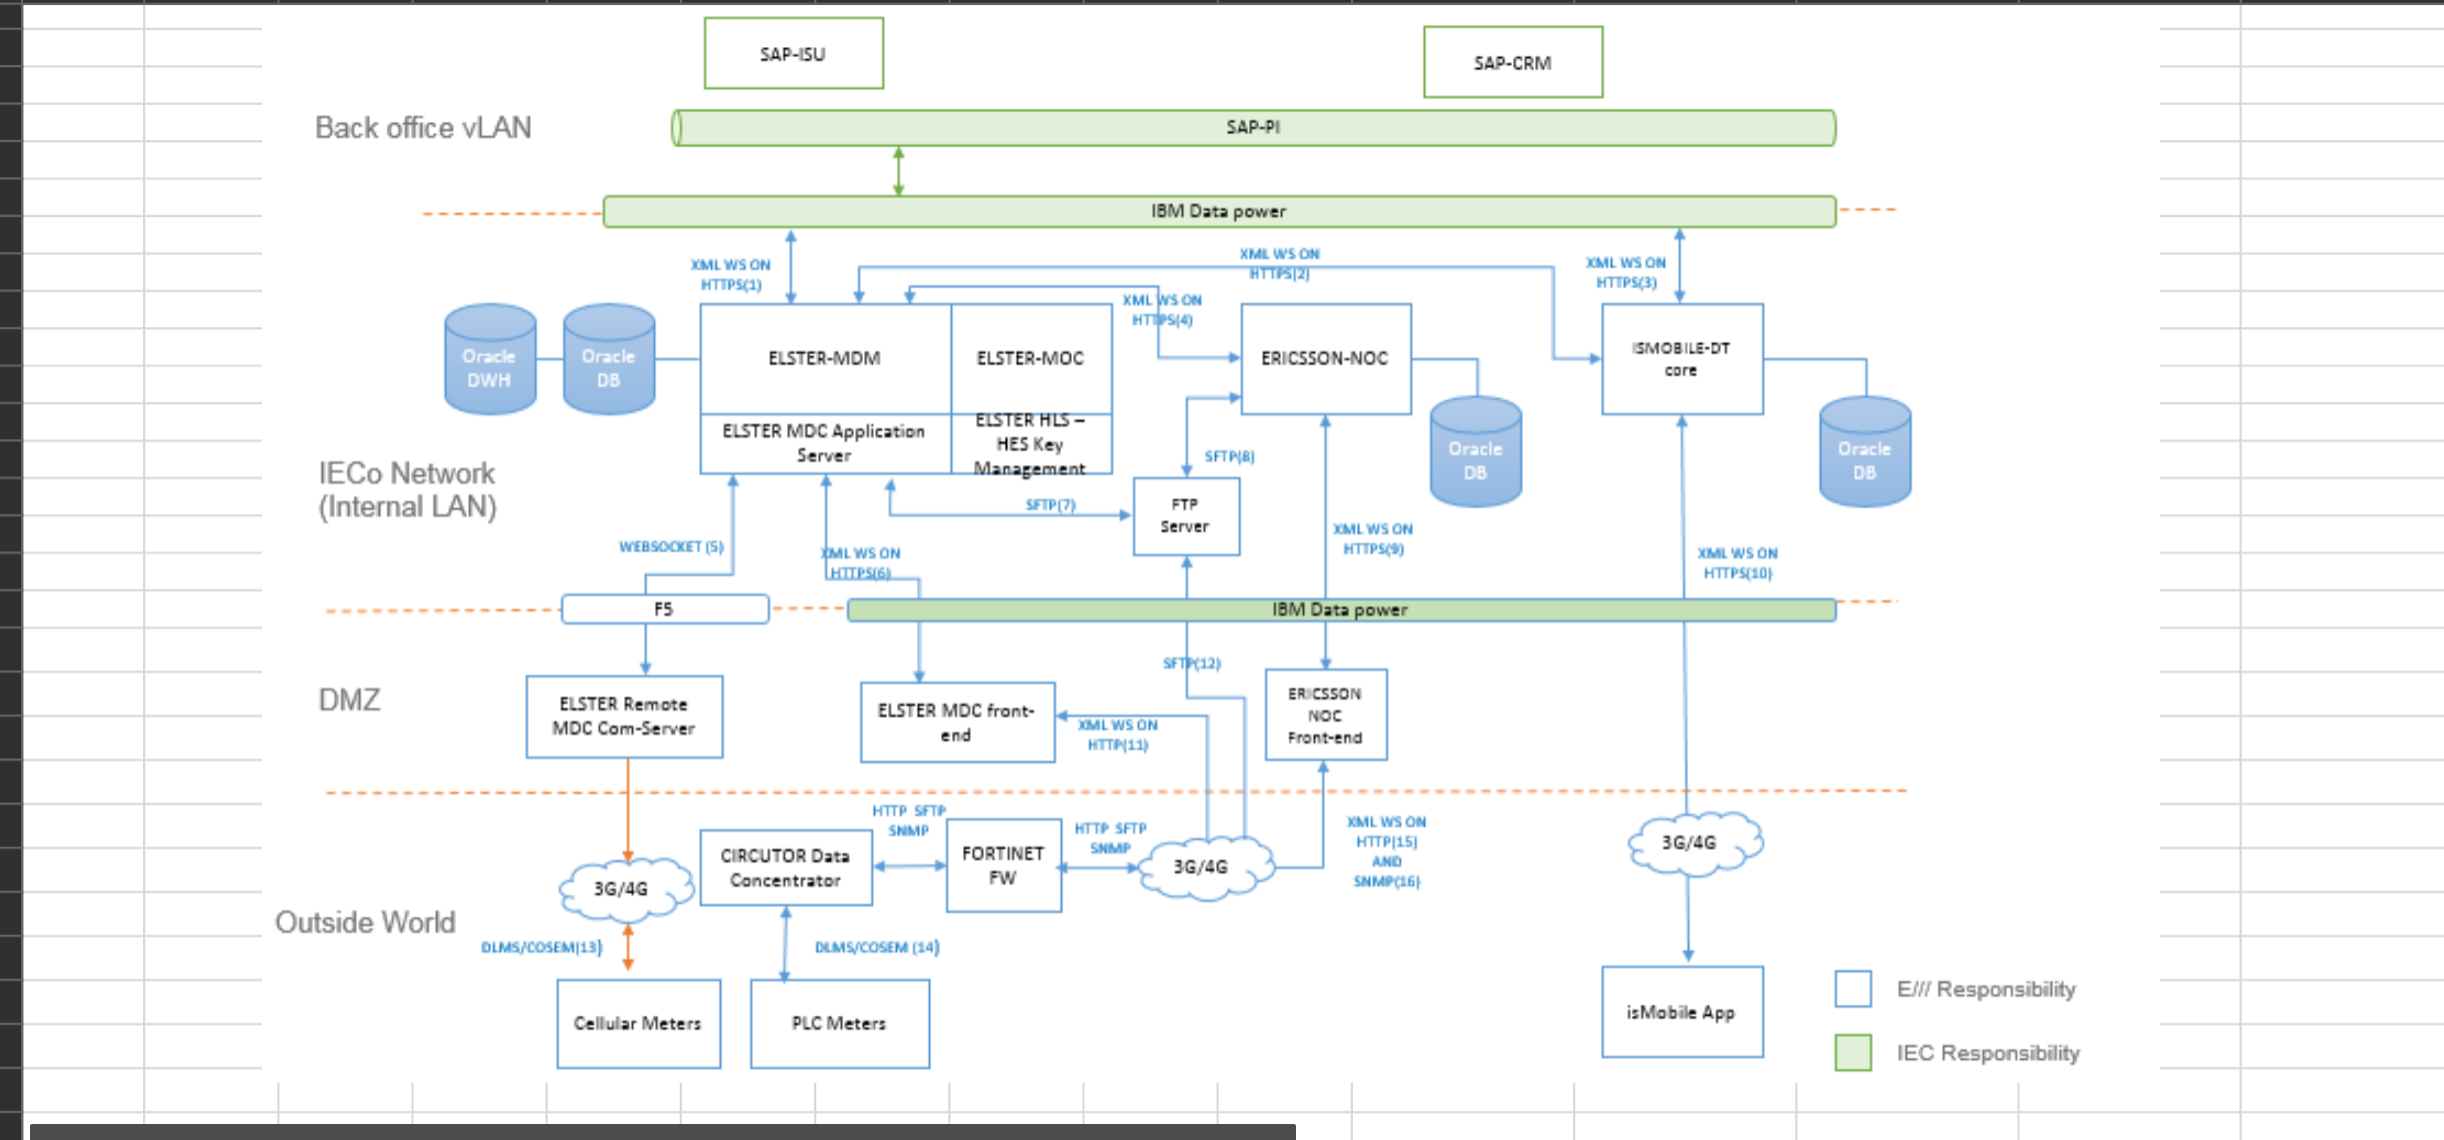 SAP-ISU
SAP-CRM
Back office vLAN
SAP-PI
IBM Data power
XML WS ON
HTTPS(1)
XML WS ON
HTTPS(2)
XML WS ON
HTTPS(3)
XML WS ON
HTTPS(4)
Oracle
DWH
Oracle
DB
ELSTER-MDM
ELSTER-MOC
ERICSSON-NOC
ISMOBILE-DT
core
ELSTER MDC Application
Server
ELSTER HLS –
HES Key
Management
Oracle
DB
Oracle
DB
IECo Network
(Internal LAN)
SFTP(8)
SFTP(7)
FTP
Server
WEBSOCKET (5)
XML WS ON
HTTPS(6)
XML WS ON
HTTPS(9)
XML WS ON
HTTPS(10)
F5
IBM Data power
SFTP(12)
DMZ
ELSTER Remote
MDC Com-Server
ELSTER MDC front-
end
XML WS ON
HTTP(11)
ERICSSON
NOC
Front-end
HTTP SFTP
SNMP
HTTP SFTP
SNMP
XML WS ON
HTTP(15)
AND
SNMP(16)
3G/4G
CIRCUTOR Data
Concentrator
FORTINET
FW
3G/4G
3G/4G
Outside World
DLMS/COSEM(13)
DLMS/COSEM (14)
Cellular Meters
PLC Meters
isMobile App
E/// Responsibility
IEC Responsibility